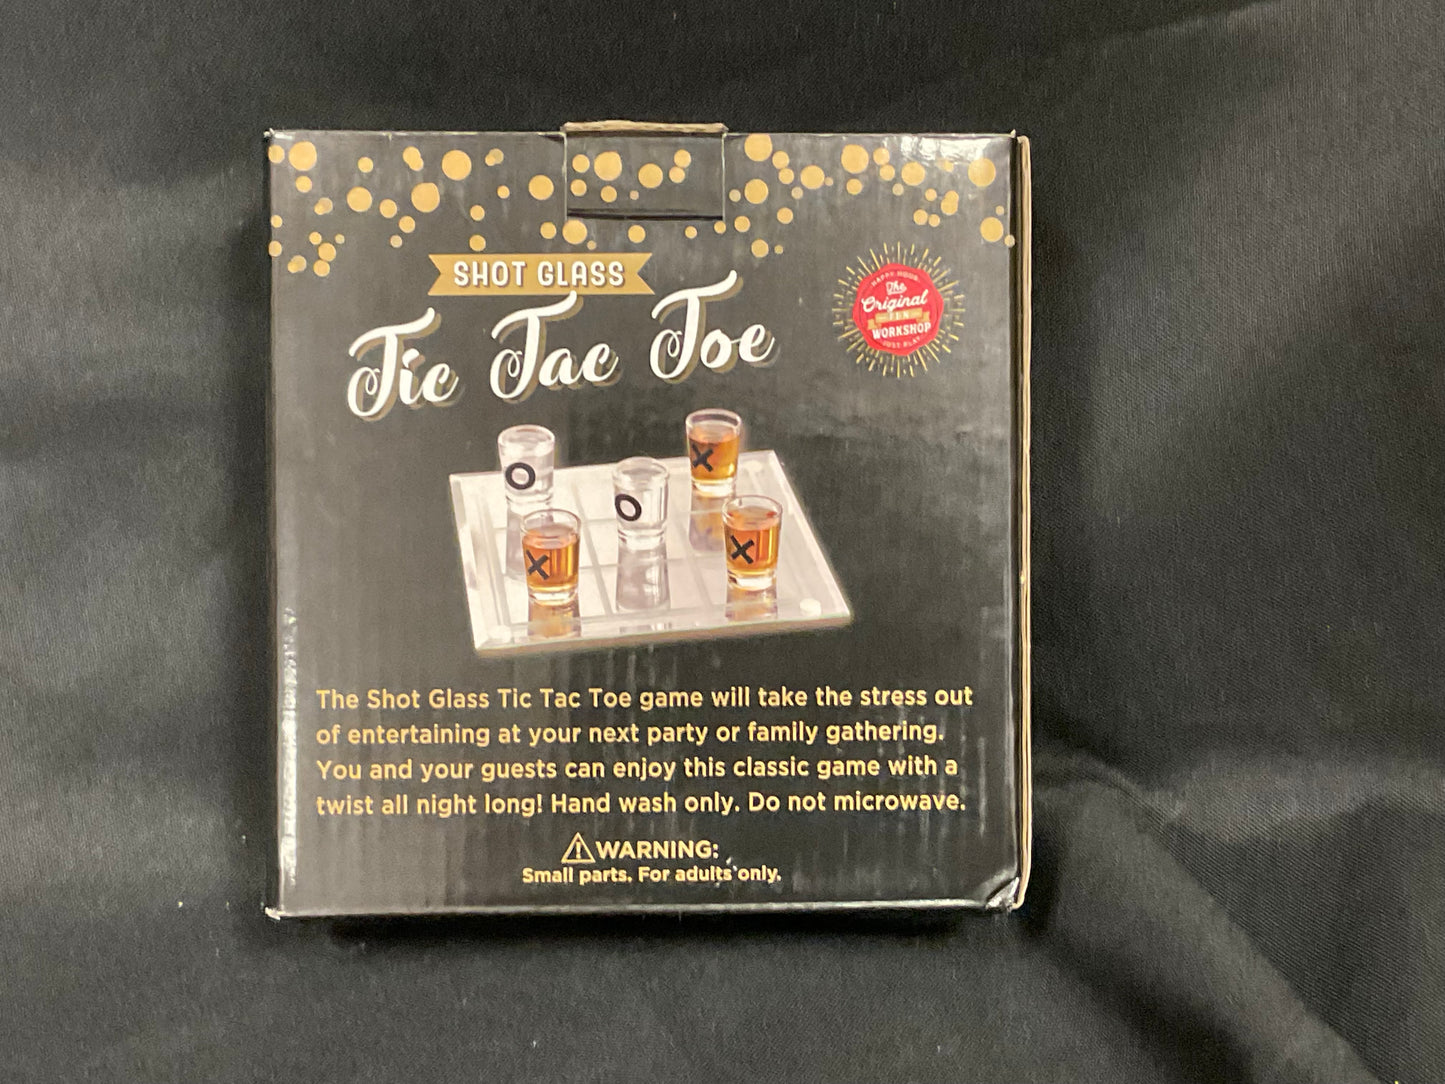 SHOT GLASS
Tic Tac Toe
HAPPY HOUR
The
Original
FUN
WORKSHOP
JUST PLAY
O
X
O
X
X
The Shot Glass Tic Tac Toe game will take the stress out
of entertaining at your next party or family gathering.
You and your guests can enjoy this classic game with a
twist all night long! Hand wash only. Do not microwave.
WARNING:
Small parts. For adults only.